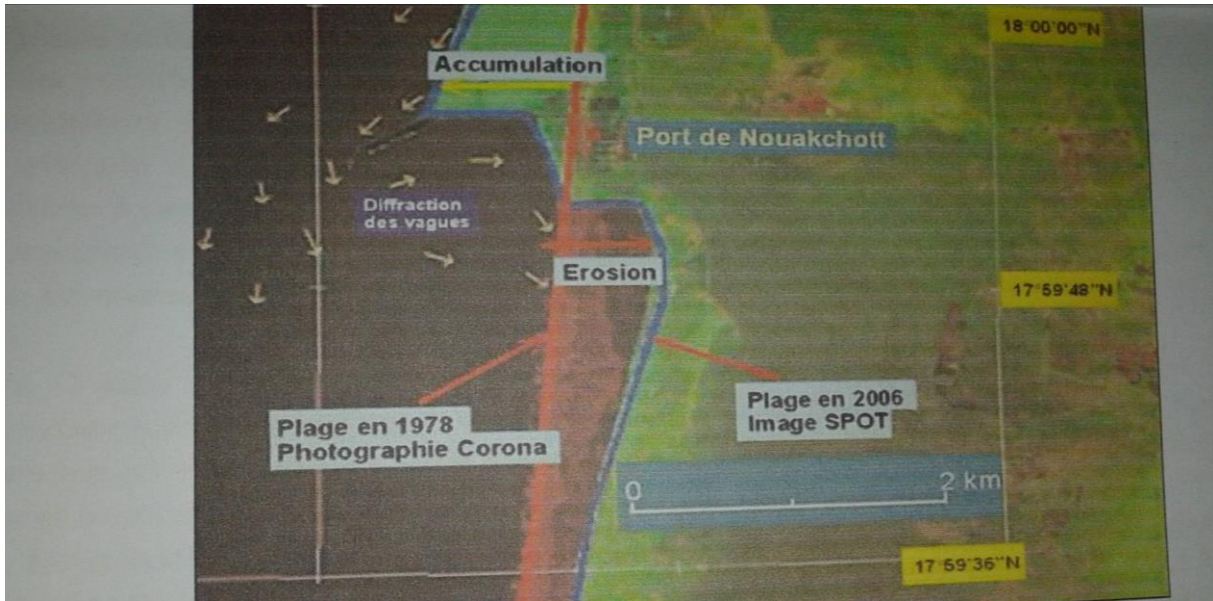 18°00'00"N
Accumulation
Port de Nouakchott
Diffraction
des vagues
Erosion
17°59'48"N
Plage en 1978
Photographie Corona
Plage en 2006
Image SPOT
0
2 km
17°59'36"N